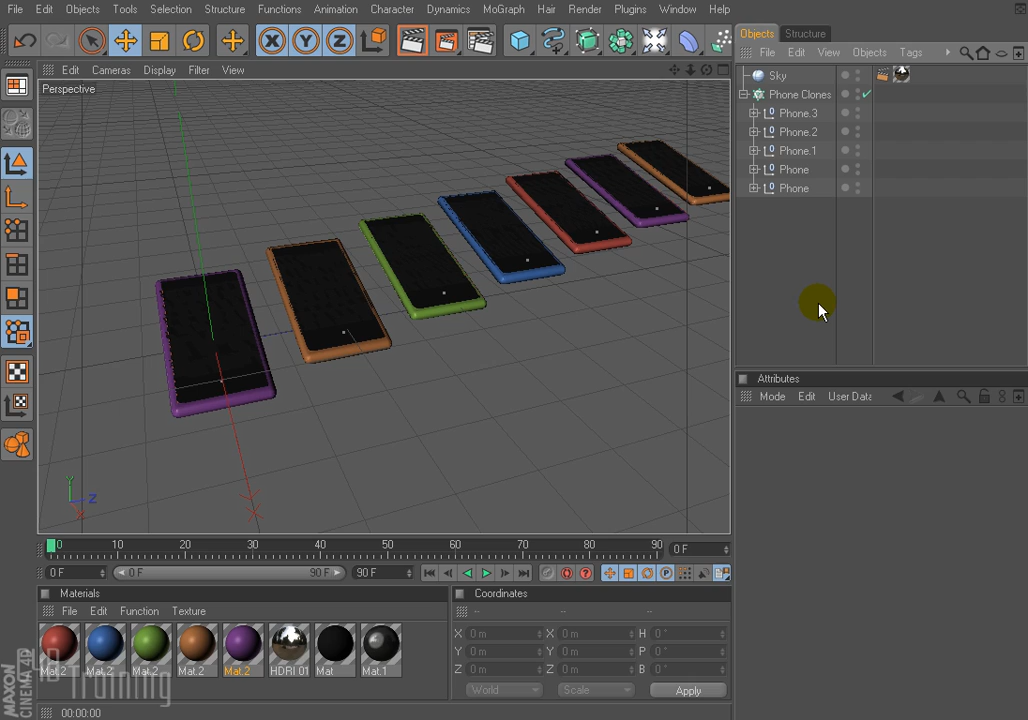 File Edit Objects Tools Selection Structure Functions Animation Character Dynamics MoGraph Hair Render Plugins Window Help
X Y Z
Objects Structure
File Edit View Objects Tags
Edit Cameras Display Filter View
Perspective
Sky
Phone Clones
Phone.3
Phone.2
Phone.1
Phone
Phone
Attributes
Mode Edit User Data
Y
Z
X
0 10 20 30 40 50 60 70 80 90 0 F
0 F 0 F 90 F 90 F
Materials
File Edit Function Texture
Mat.2 Mat.2 Mat.2 Mat.2 Mat.2 HDRI 01 Mat Mat.1
Coordinates
-- -- --
X 0 m X 0 m H 0 °
Y 0 m Y 0 m P 0 °
Z 0 m Z 0 m B 0 °
World Scale Apply
MAXON
CINEMA 4D
3D Training
00:00:00